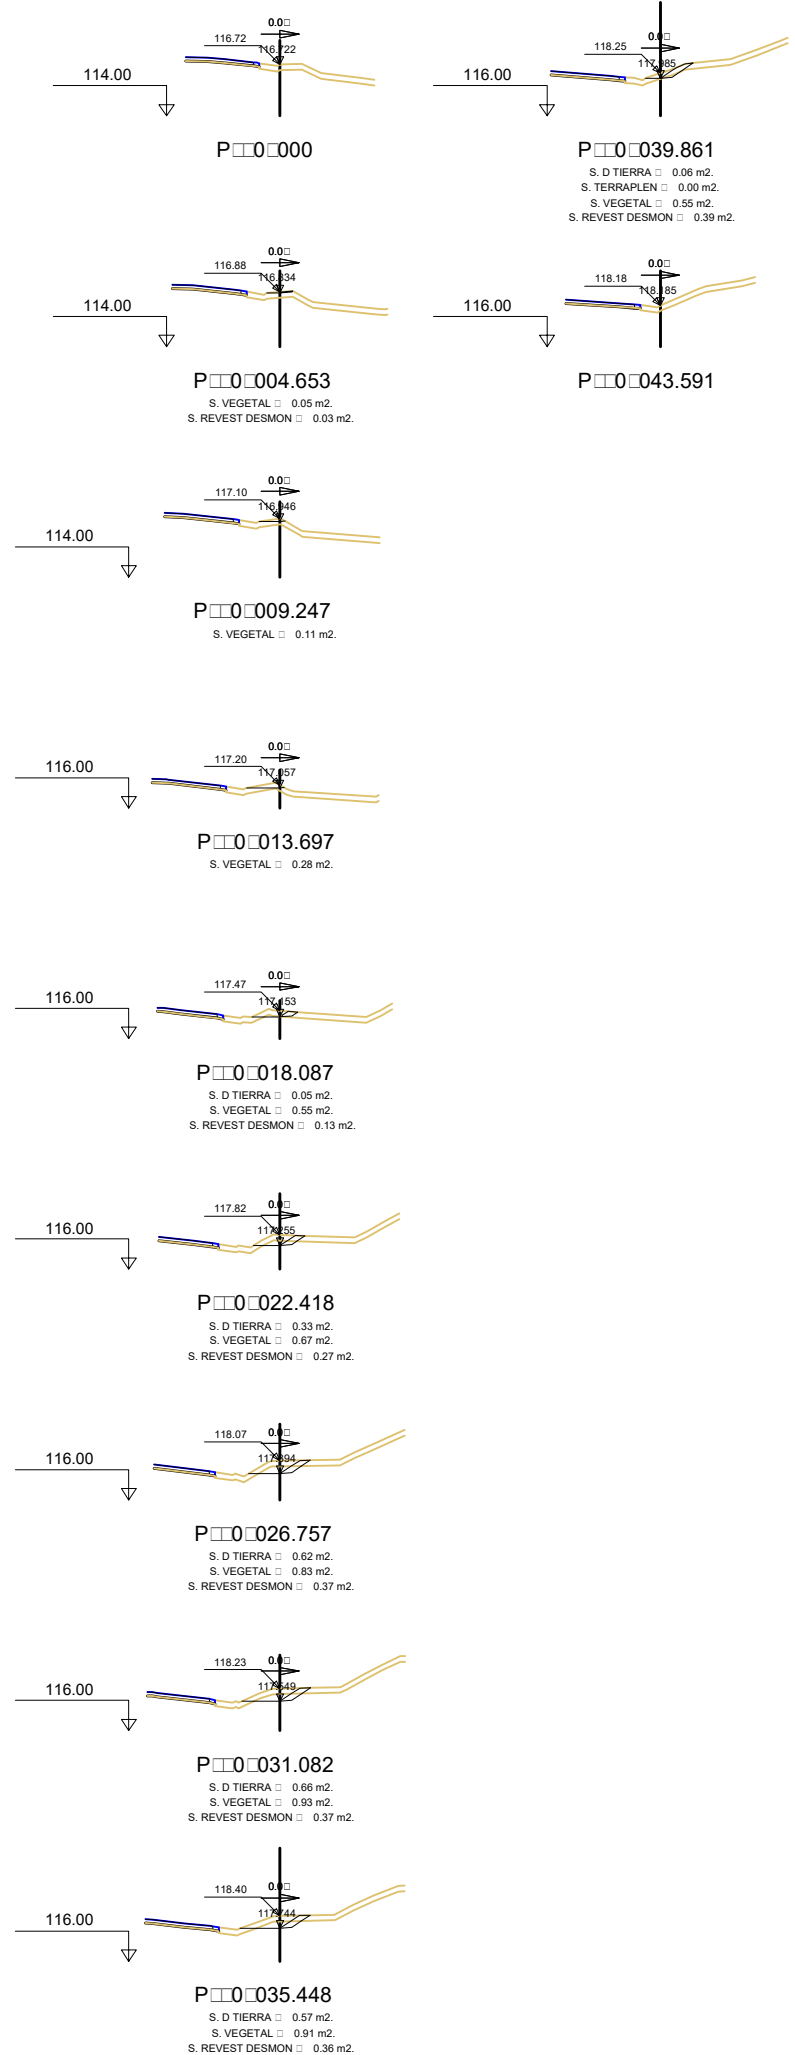 0.0□
116.72
116.722
114.00
P□□0□000
0.0□
116.88
116.834
114.00
P□□0□004.653
S. VEGETAL □ 0.05 m2.
S. REVEST DESMON □ 0.03 m2.
0.0□
117.10
116.946
114.00
P□□0□009.247
S. VEGETAL □ 0.11 m2.
0.0□
117.20
117.057
116.00
P□□0□013.697
S. VEGETAL □ 0.28 m2.
0.0□
117.47
117.153
116.00
P□□0□018.087
S. D TIERRA □ 0.05 m2.
S. VEGETAL □ 0.55 m2.
S. REVEST DESMON □ 0.13 m2.
0.0□
117.82
117.255
116.00
P□□0□022.418
S. D TIERRA □ 0.33 m2.
S. VEGETAL □ 0.67 m2.
S. REVEST DESMON □ 0.27 m2.
0.0□
118.07
116.00
P□□0□026.757
S. D TIERRA □ 0.62 m2.
S. VEGETAL □ 0.83 m2.
S. REVEST DESMON □ 0.37 m2.
0.0□
118.23
116.00
P□□0□031.082
S. D TIERRA □ 0.66 m2.
S. VEGETAL □ 0.93 m2.
S. REVEST DESMON □ 0.37 m2.
0.0□
118.40
117.744
116.00
P□□0□035.448
S. D TIERRA □ 0.57 m2.
S. VEGETAL □ 0.91 m2.
S. REVEST DESMON □ 0.36 m2.
0.0□
118.25
117.985
116.00
P□□0□039.861
S. D TIERRA □ 0.06 m2.
S. TERRAPLEN □ 0.00 m2.
S. VEGETAL □ 0.55 m2.
S. REVEST DESMON □ 0.39 m2.
0.0□
118.18
118.185
116.00
P□□0□043.591